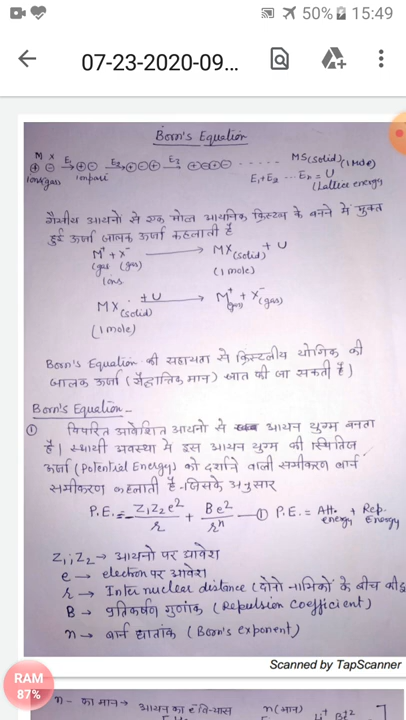 50% 15:49
07-23-2020-09...
Born's Equation
M X
⊕ ⊖ E₁→ ⊕⊖ E₂→ ⊕⊖⊕ E₃→ ⊕⊖⊕⊖ ..... MS(solid) (1 Mole)
ions(gas) ionpair E₁+E₂ ... Eₙ = U
(Lattice energy)
गैसीय आयनो से एक मोल आयनिक क्रिस्टल के बनने में मुक्त
हुई ऊर्जा जालक ऊर्जा कहलाती है
M⁺ + X⁻ → MX(solid) + U
(gas) (gas) (1 mole)
ions
MX(solid) + U → M⁺(gas) + X⁻(gas)
(1 mole)
Born's Equation की सहायता से क्रिस्टलीय योगिक की
जालक ऊर्जा (सैद्धान्तिक मान) ज्ञात की जा सकती है)
Born's Equation -
① विपरित आवेशित आयनो से आयन युग्म बनता
है। स्थायी अवस्था मे इस आयन युग्म की स्थितिज
ऊर्जा (Potential Energy) को दर्शाने वाली समीकरण बार्न
समीकरण कहलाती है - जिसके अनुसार
P.E. = Z₁Z₂e²/r + Be²/rⁿ —① P.E. = Att. energy + Rep. Energy
Z₁,Z₂ → आयनो पर आवेश
e → electron पर आवेश
r → Inter nuclear distance (दोनो नाभिकों के बीच की
B → प्रतिकर्षण गुणांक (Repulsion Coefficient)
n → बार्न घातांक (Born's exponent)
Scanned by TapScanner
RAM
87%
n - का मान → आयन का n(मान)